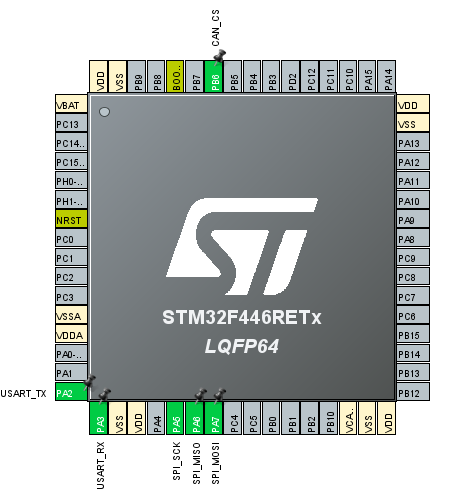 CAN_CS
VDD
VSS
PB9
PB8
BOO..
PB7
PB6
PB5
PB4
PB3
PD2
PC12
PC11
PC10
PA15
PA14
VBAT
PC13
PC14..
PC15..
PH0-..
PH1-..
NRST
PC0
PC1
PC2
PC3
VSSA
VDDA
PA0-..
PA1
USART_TX PA2
VDD
VSS
PA13
PA12
PA11
PA10
PA9
PA8
PC9
PC8
PC7
PC6
PB15
PB14
PB13
PB12
ST
STM32F446RETx
LQFP64
PA3
VSS
VDD
PA4
PA5
PA6
PA7
PC4
PC5
PB0
PB1
PB2
PB10
VCA..
VSS
VDD
USART_RX
SPI_SCK
SPI_MISO
SPI_MOSI